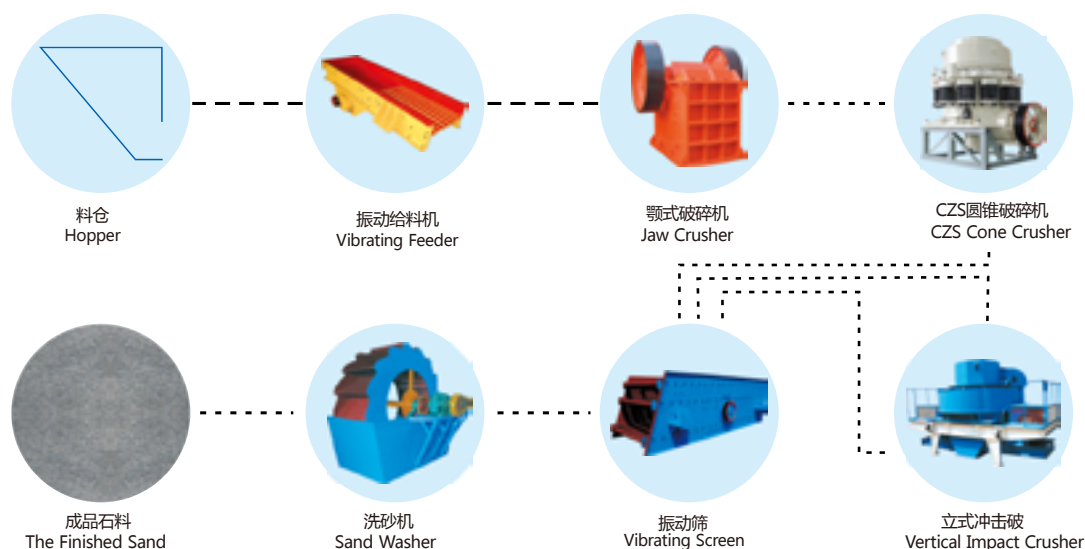 料仓
Hopper
振动给料机
Vibrating Feeder
颚式破碎机
Jaw Crusher
CZS圆锥破碎机
CZS Cone Crusher
成品石料
The Finished Sand
洗砂机
Sand Washer
振动筛
Vibrating Screen
立式冲击破
Vertical Impact Crusher